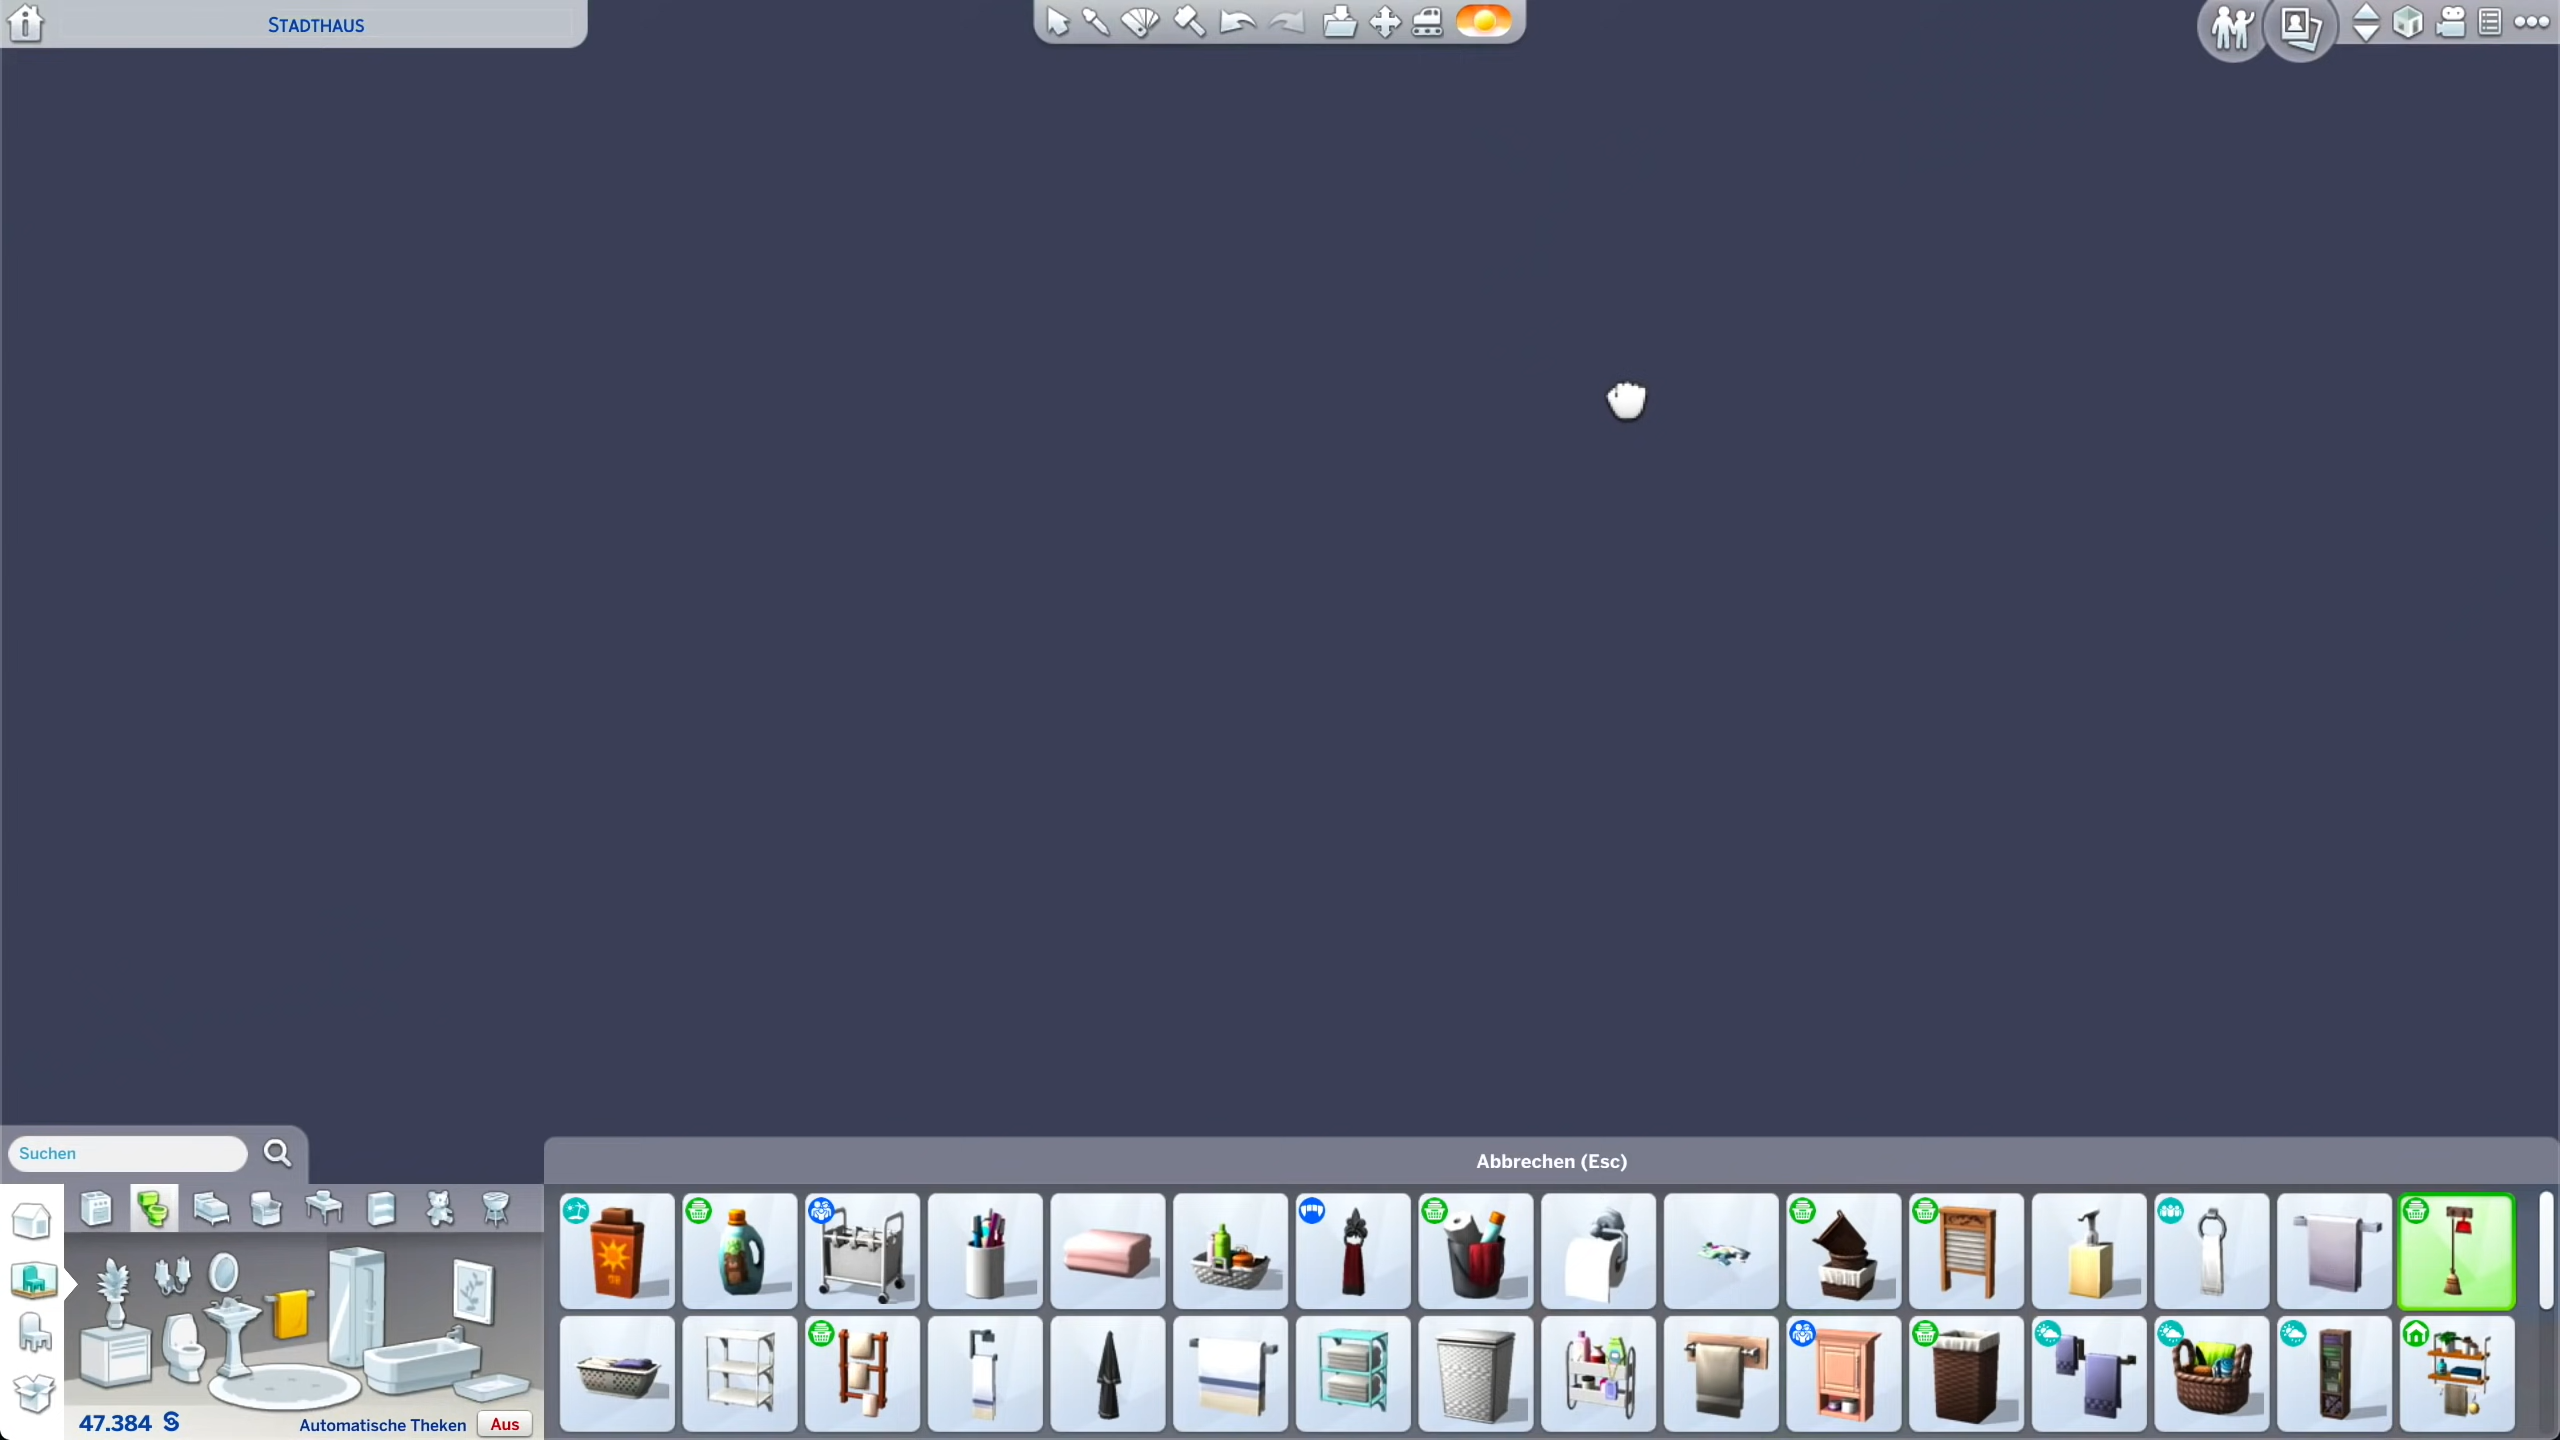 STADTHAUS
Suchen
Abbrechen (Esc)
47.384 S
Automatische Theken
Aus